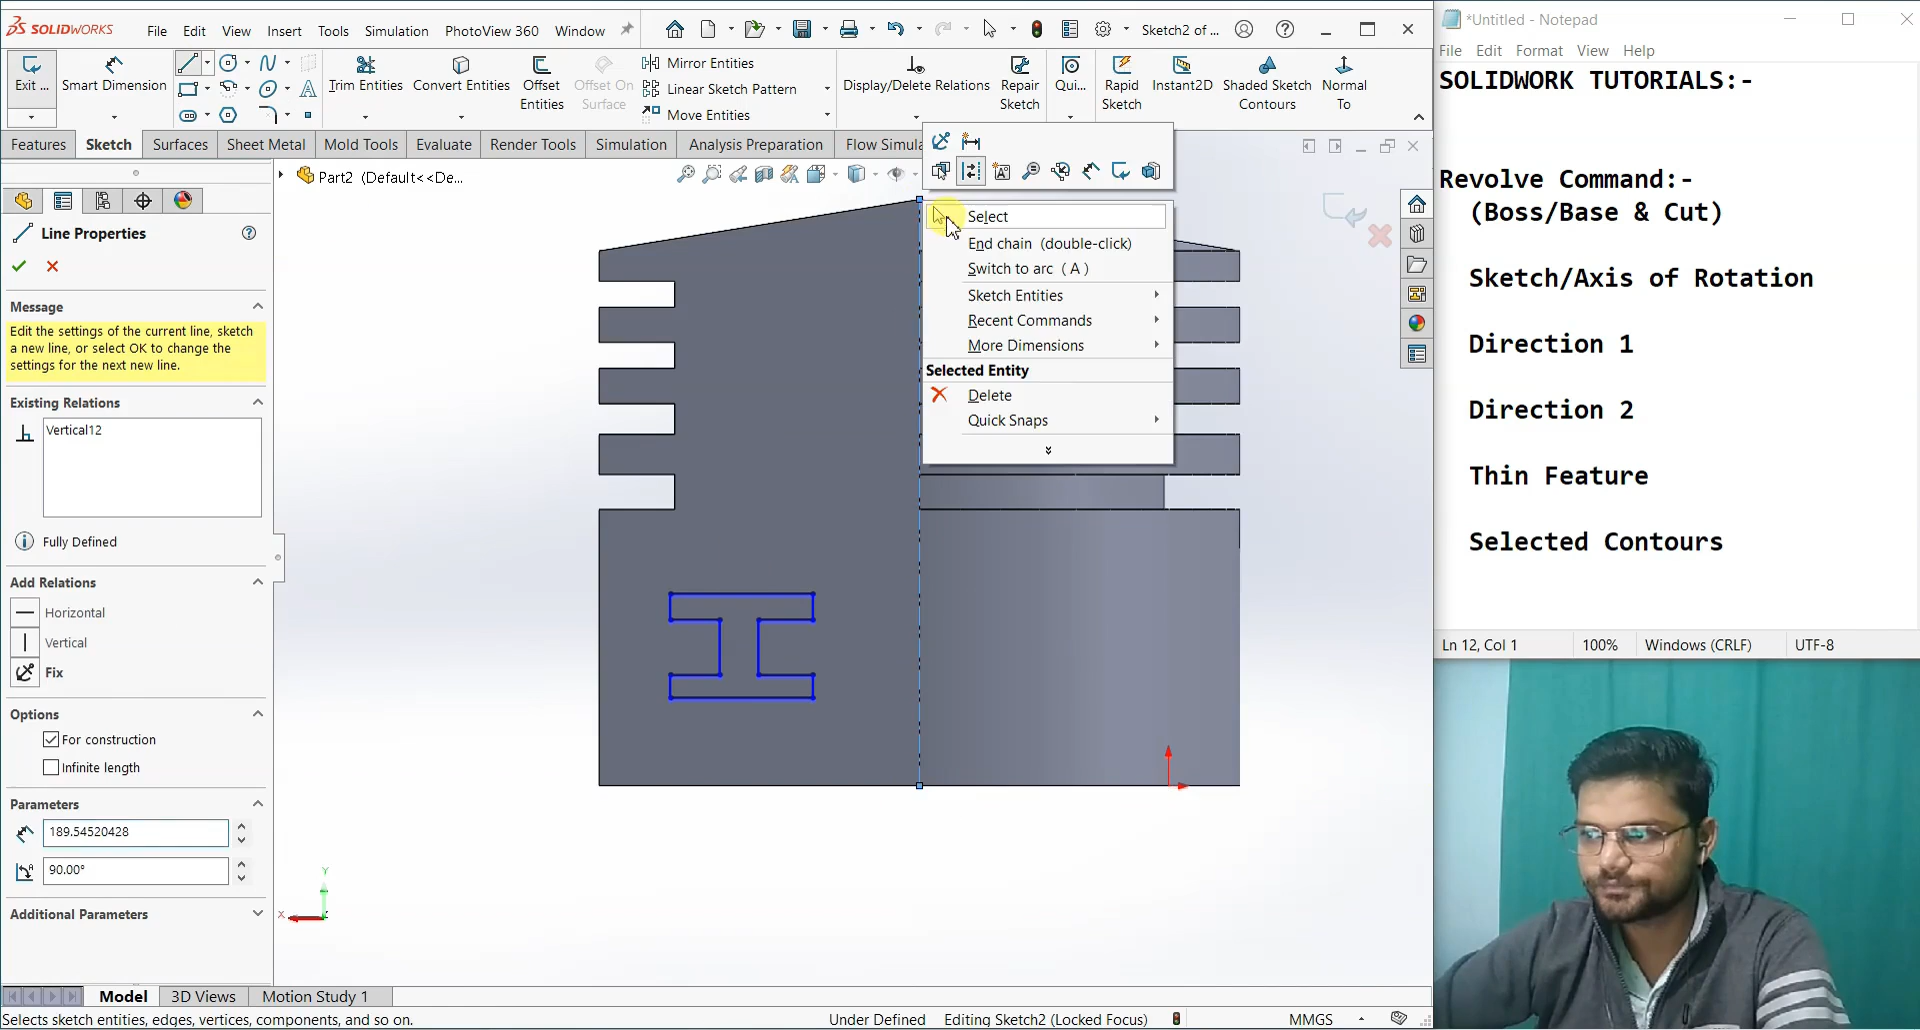 SOLIDWORKS
File Edit View Insert Tools Simulation PhotoView 360 Window
Sketch2 of ...
Exit ...
Smart Dimension
Trim Entities
Convert Entities
Offset Entities
Offset On Surface
Mirror Entities
Linear Sketch Pattern
Move Entities
Display/Delete Relations
Repair Sketch
Qui...
Rapid Sketch
Instant2D
Shaded Sketch Contours
Normal To
Features Sketch Surfaces Sheet Metal Mold Tools Evaluate Render Tools Simulation Analysis Preparation Flow Simula
Part2 (Default<<De...
Line Properties
Message
Edit the settings of the current line, sketch
a new line, or select OK to change the
settings for the next new line.
Existing Relations
Vertical12
Fully Defined
Add Relations
Horizontal
Vertical
Fix
Options
For construction
Infinite length
Parameters
189.54520428
90.00°
Additional Parameters
Select
End chain (double-click)
Switch to arc ( A )
Sketch Entities
Recent Commands
More Dimensions
Selected Entity
Delete
Quick Snaps
Y
X
Model 3D Views Motion Study 1
Selects sketch entities, edges, vertices, components, and so on.
Under Defined Editing Sketch2 (Locked Focus) MMGS
*Untitled - Notepad
File Edit Format View Help
SOLIDWORK TUTORIALS:-
Revolve Command:-
(Boss/Base & Cut)
Sketch/Axis of Rotation
Direction 1
Direction 2
Thin Feature
Selected Contours
Ln 12, Col 1 100% Windows (CRLF) UTF-8